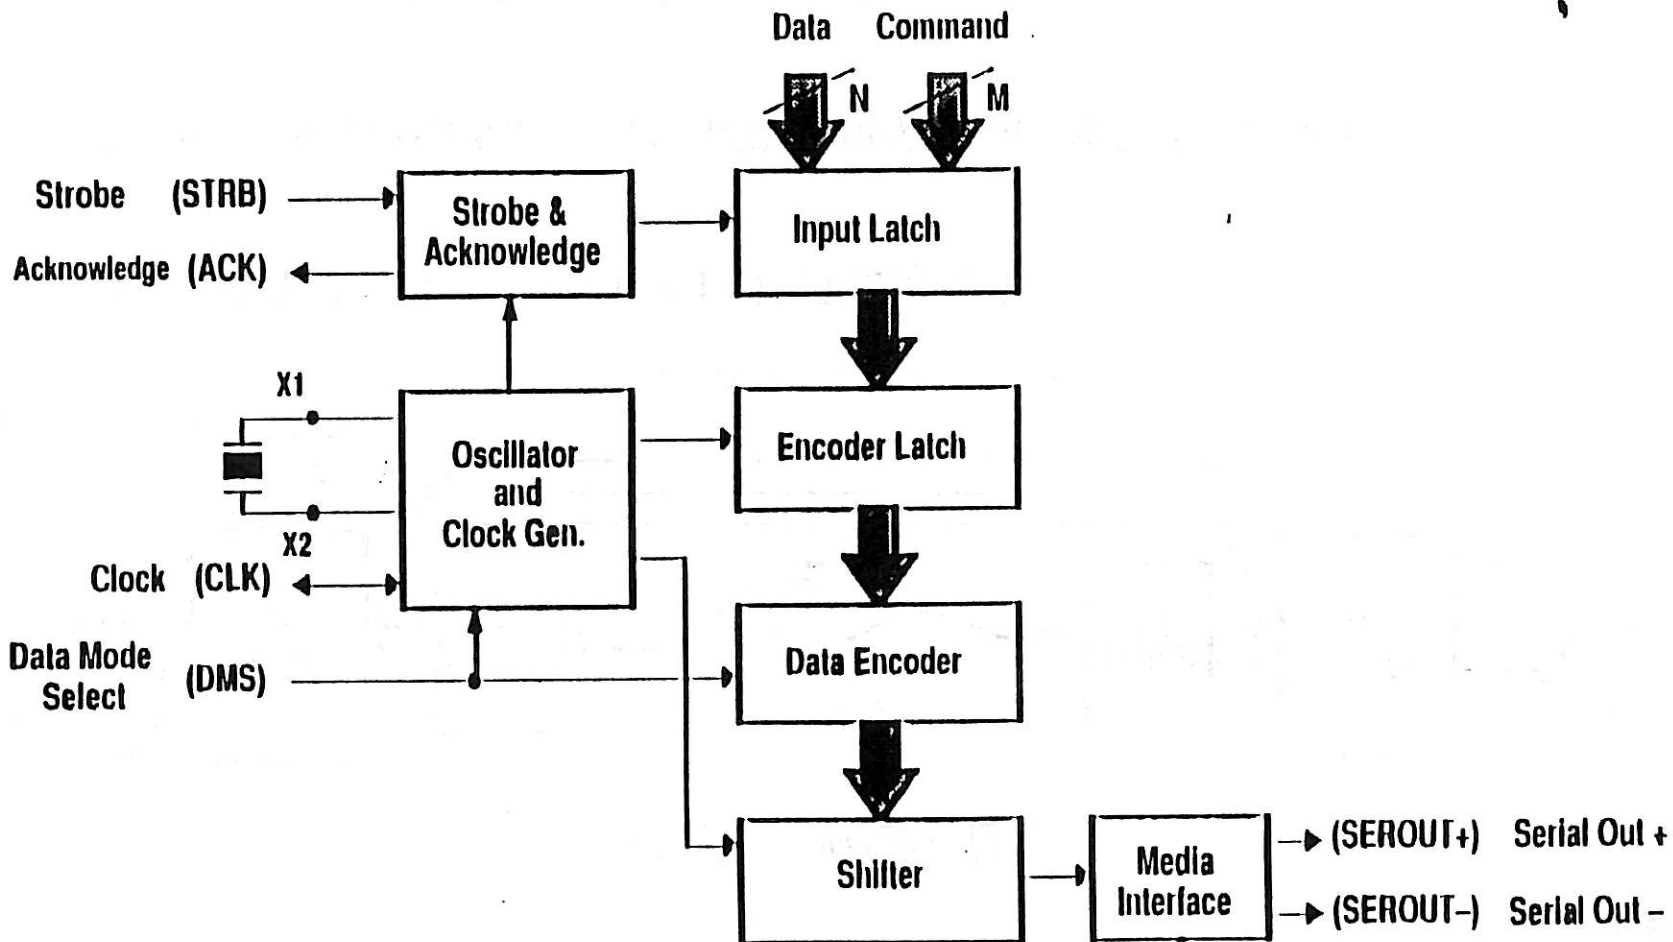 Data Command
N M
Strobe (STRB)
Strobe &
Acknowledge
Input Latch
Acknowledge (ACK)
X1
Oscillator
and
Clock Gen.
Encoder Latch
X2
Clock (CLK)
Data Mode
Select
(DMS)
Data Encoder
Shifter
Media
Interface
(SEROUT+) Serial Out +
(SEROUT–) Serial Out –